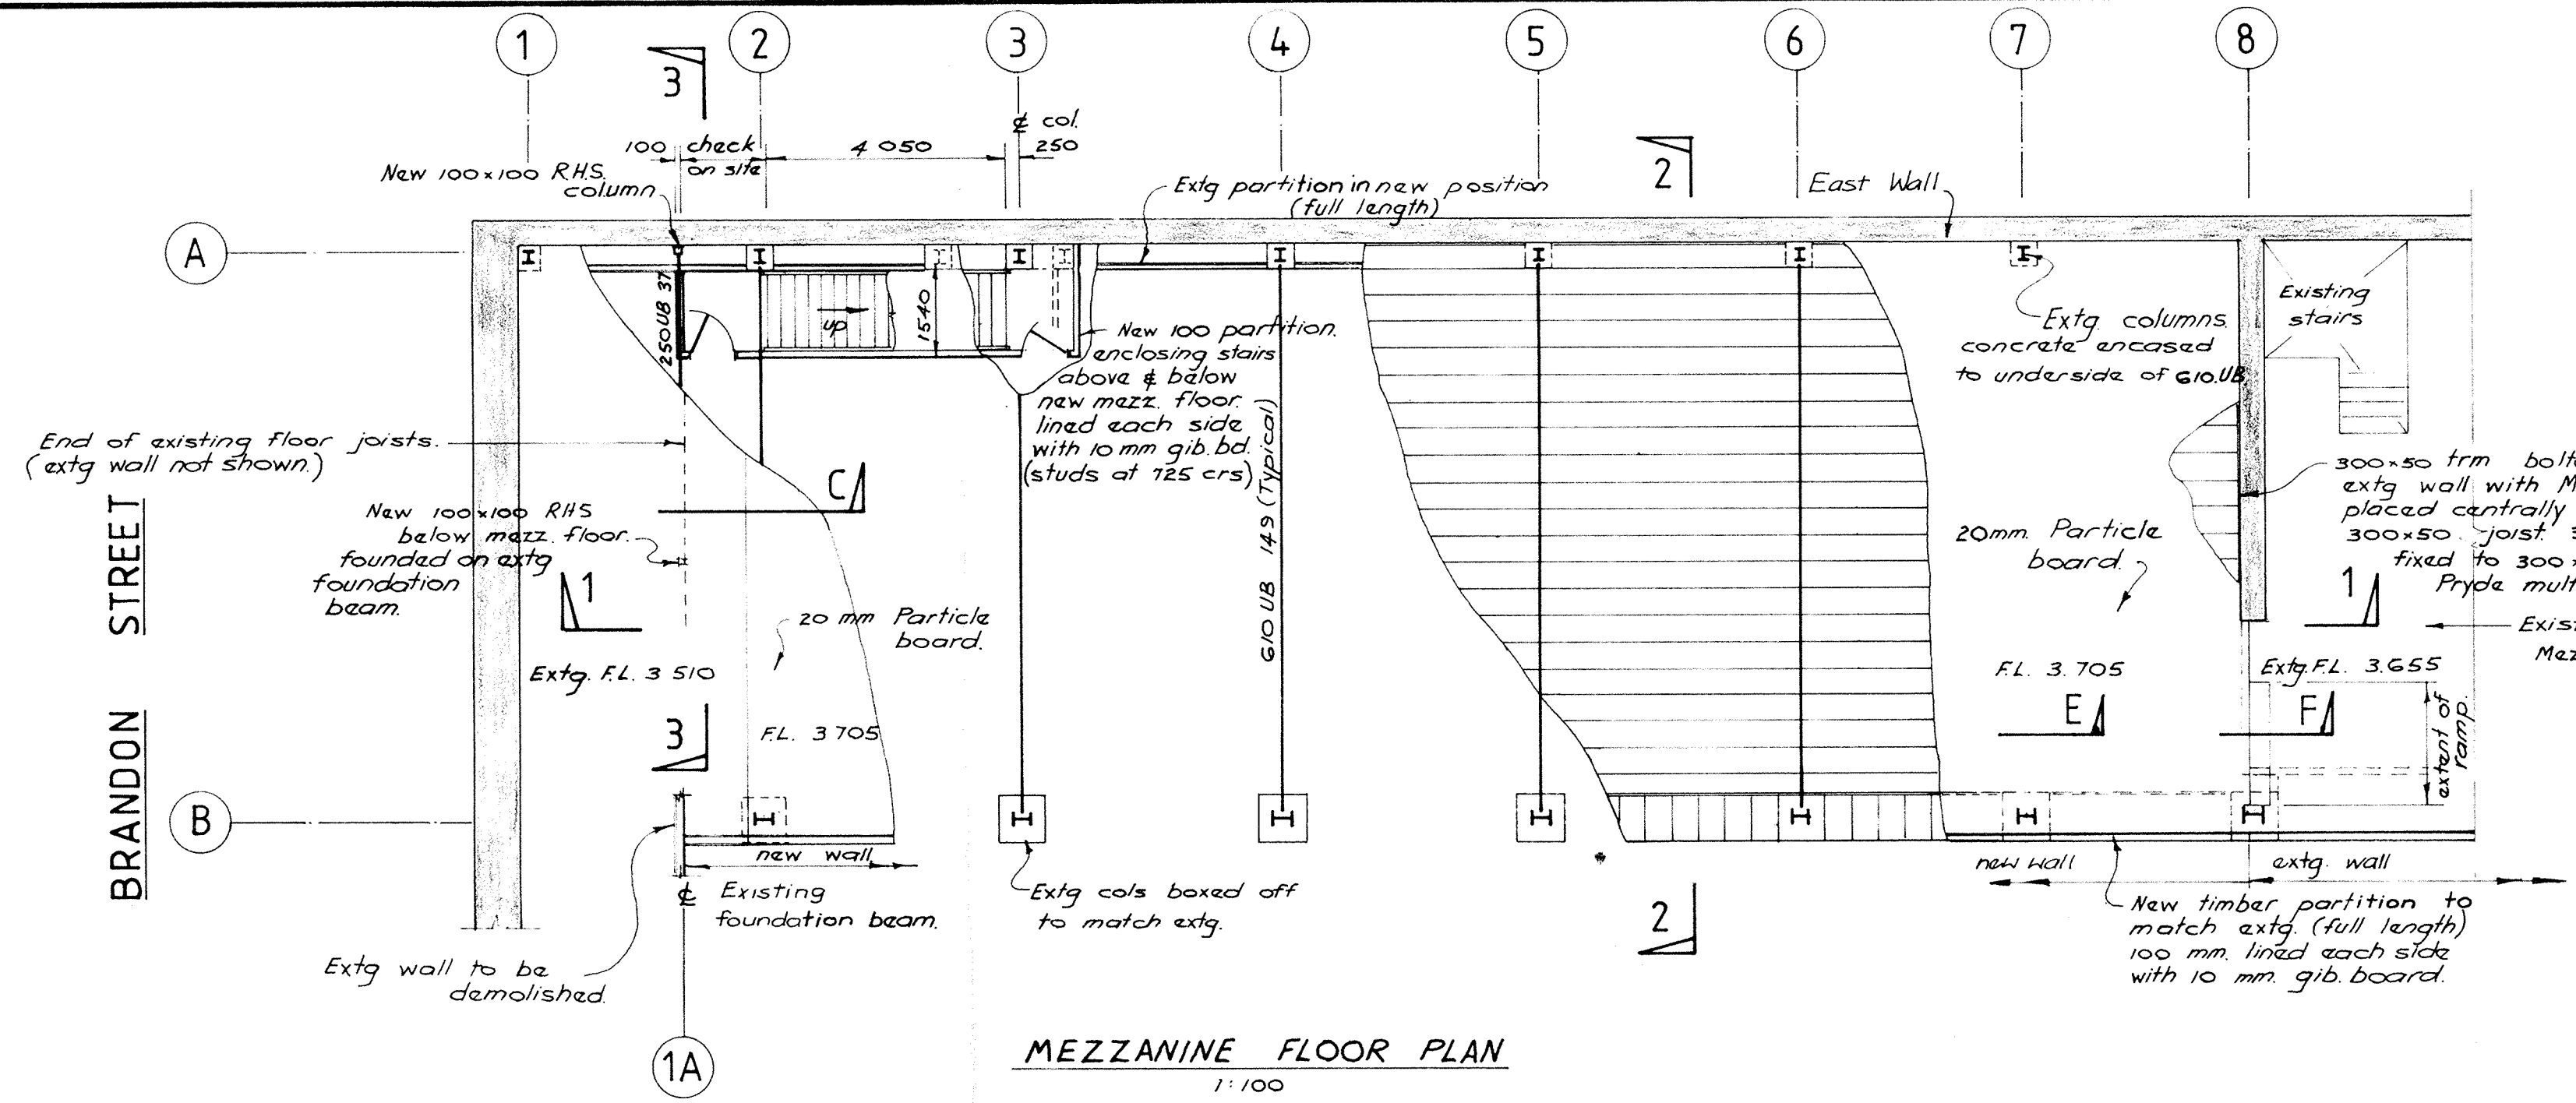 1
2
3
4
5
6
7
8
3
¢ col.
100 check
on site
4 050
250
2
New 100×100 R.H.S.
column
Extg partition in new position
(full length)
East Wall
A
250UB 37
up
1540
Existing
stairs
New 100 partition.
enclosing stairs
above & below
new mezz. floor.
lined each side
with 10 mm gib. bd.
(studs at 725 crs)
Extg. columns.
concrete encased
to underside of 610.UB
End of existing floor joists.
(extg wall not shown.)
C
610 UB 149 (Typical)
300×50 trm bolt
extg wall with M
placed centrally
300×50 joist.
fixed to 300×
Pryde mult
New 100×100 RHS
below mezz. floor.
founded on extg
foundation
beam.
20mm. Particle
board.
1
1
20 mm Particle
board.
Exist
Mez
BRANDON STREET
Extg. F.L. 3 510
F.L. 3.705
Extg. F.L. 3.655
3
F.L. 3 705
E
F
extent of
ramp.
B
new wall
new wall
extg. wall
¢ Existing
foundation beam.
Extg cols boxed off
to match extg.
2
New timber partition to
match extg. (full length)
100 mm. lined each side
with 10 mm. gib. board.
Extg wall to be
demolished.
1A
MEZZANINE FLOOR PLAN
1:100